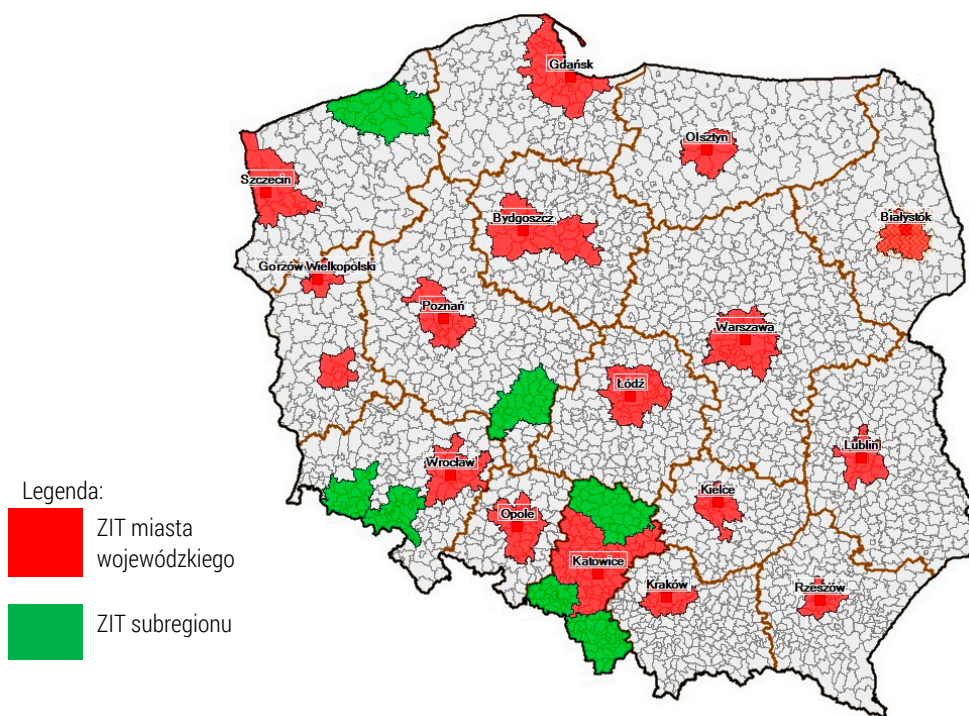 Gdańsk
Olsztyn
Szczecin
Białystok
Bydgoszcz
Gorzów Wielkopolski
Poznań
Warszawa
Łódź
Lublin
Wrocław
Legenda:
Kielce
Opole
ZIT miasta
wojewódzkiego
Katowice
Kraków
Rzeszów
ZIT subregionu